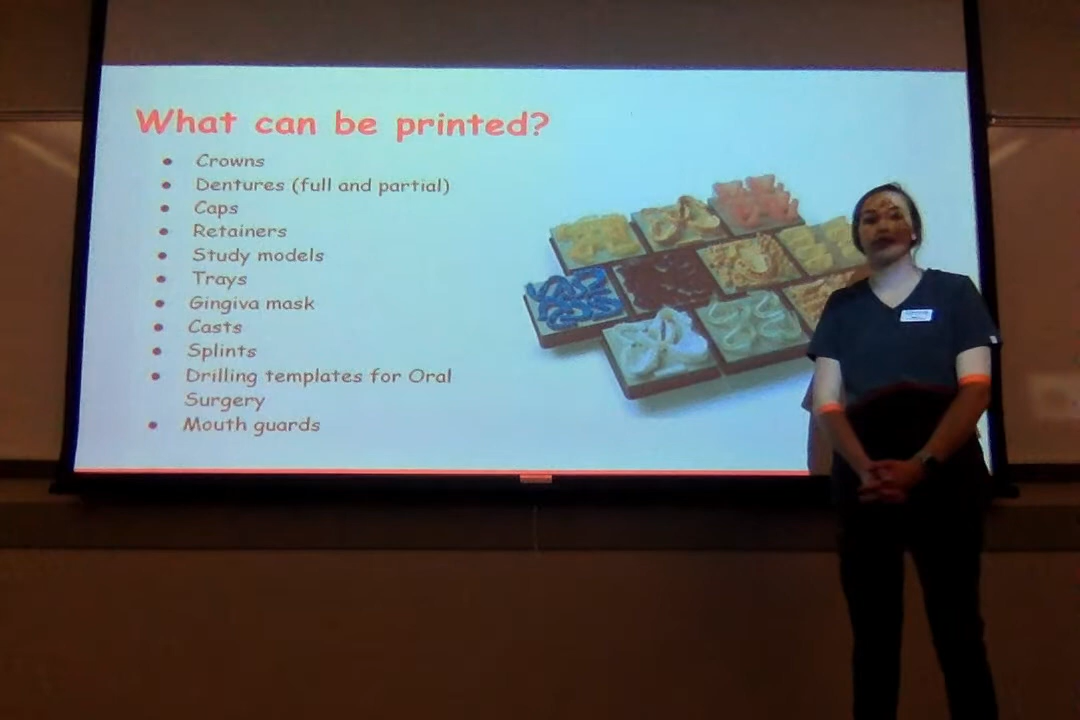 What can be printed?
● Crowns
● Dentures (full and partial)
● Caps
● Retainers
● Study models
● Trays
● Gingiva mask
● Casts
● Splints
● Drilling templates for Oral
Surgery
● Mouth guards